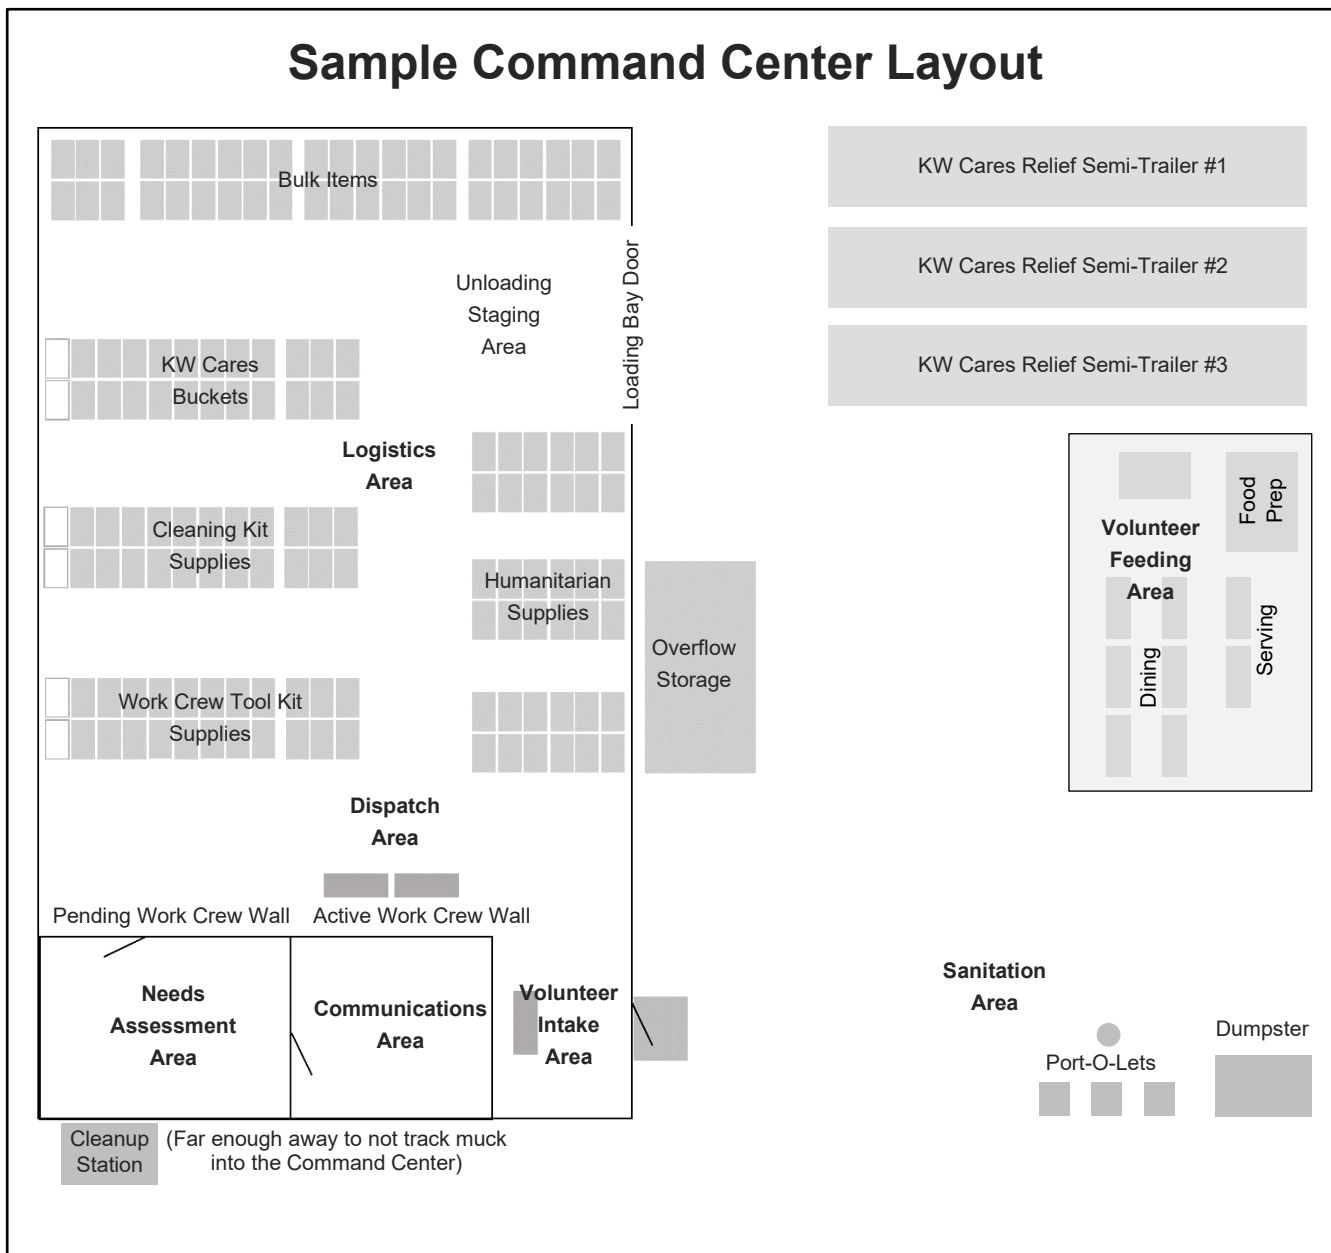 Sample Command Center Layout
Bulk Items
KW Cares Relief Semi-Trailer #1
KW Cares Relief Semi-Trailer #2
KW Cares Relief Semi-Trailer #3
Unloading
Staging
Area
Loading Bay Door
KW Cares
Buckets
Logistics
Area
Cleaning Kit
Supplies
Humanitarian
Supplies
Overflow
Storage
Work Crew Tool Kit
Supplies
Volunteer
Feeding
Area
Food
Prep
Dining
Serving
Dispatch
Area
Pending Work Crew Wall
Active Work Crew Wall
Needs
Assessment
Area
Communications
Area
Volunteer
Intake
Area
Sanitation
Area
Port-O-Lets
Dumpster
Cleanup
Station
(Far enough away to not track muck
into the Command Center)